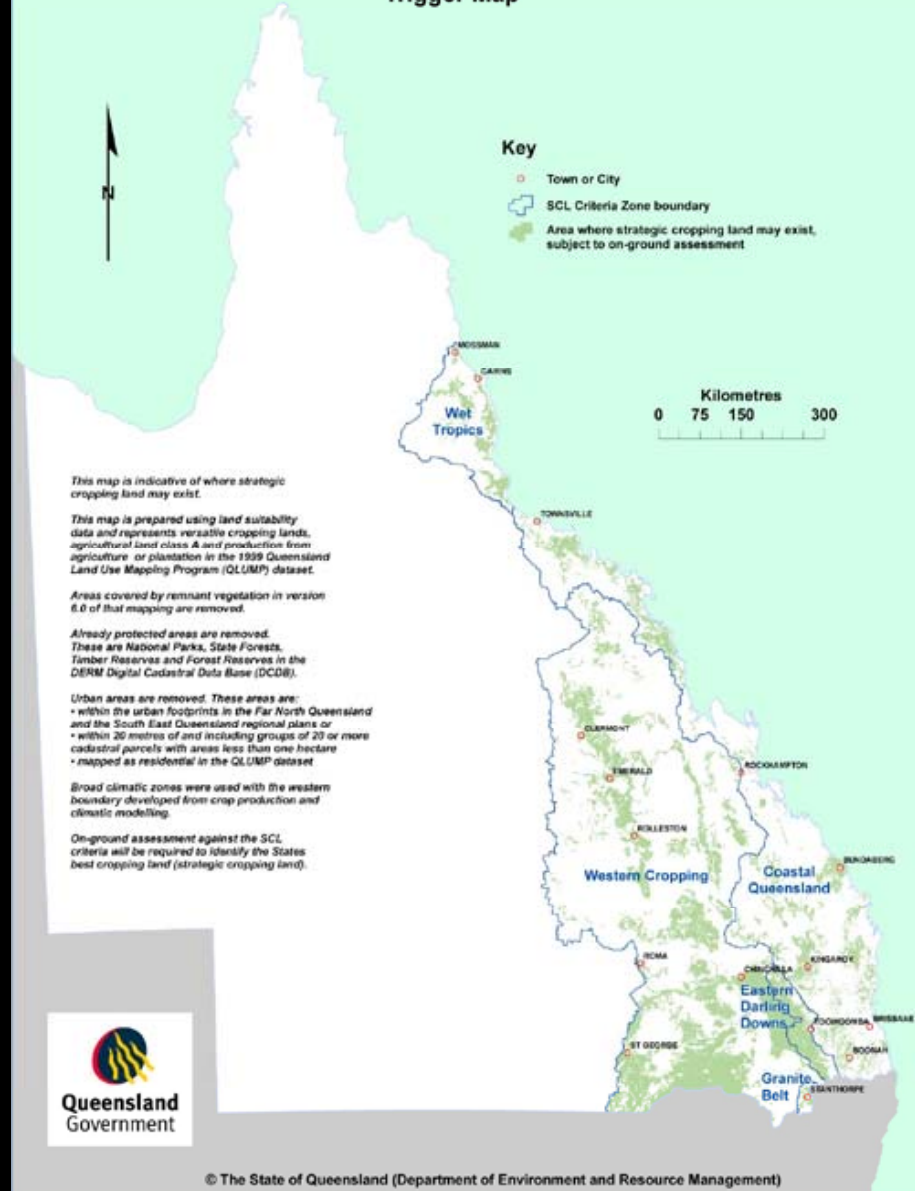 Trigger Map
N
Key
Town or City
SCL Criteria Zone boundary
Area where strategic cropping land may exist,
subject to on-ground assessment
MOSSMAN
CAIRNS
Kilometres
0 75 150 300
Wet
Tropics
This map is indicative of where strategic
cropping land may exist.
This map is prepared using land suitability
data and represents versatile cropping lands,
agricultural land class A and production from
agriculture or plantation in the 1999 Queensland
Land Use Mapping Program (QLUMP) dataset.
Areas covered by remnant vegetation in version
6.0 of that mapping are removed.
Already protected areas are removed.
These are National Parks, State Forests,
Timber Reserves and Forest Reserves in the
DERM Digital Cadastral Data Base (DCDB).
Urban areas are removed. These areas are:
• within the urban footprints in the Far North Queensland
and the South East Queensland regional plans or
• within 20 metres of and including groups of 20 or more
cadastral parcels with areas less than one hectare
• mapped as residential in the QLUMP dataset
Broad climatic zones were used with the western
boundary developed from crop production and
climatic modelling.
On-ground assessment against the SCL
criteria will be required to identify the States
best cropping land (strategic cropping land).
TOWNSVILLE
CLERMONT
EMERALD
ROCKHAMPTON
ROLLESTON
Western Cropping
Coastal
Queensland
BUNDABERG
ROMA
CHINCHILLA
KINGAROY
Eastern
Darling
Downs
TOOWOOMBA
BRISBANE
ST GEORGE
BOONAH
Granite
Belt
STANTHORPE
Queensland
Government
© The State of Queensland (Department of Environment and Resource Management)